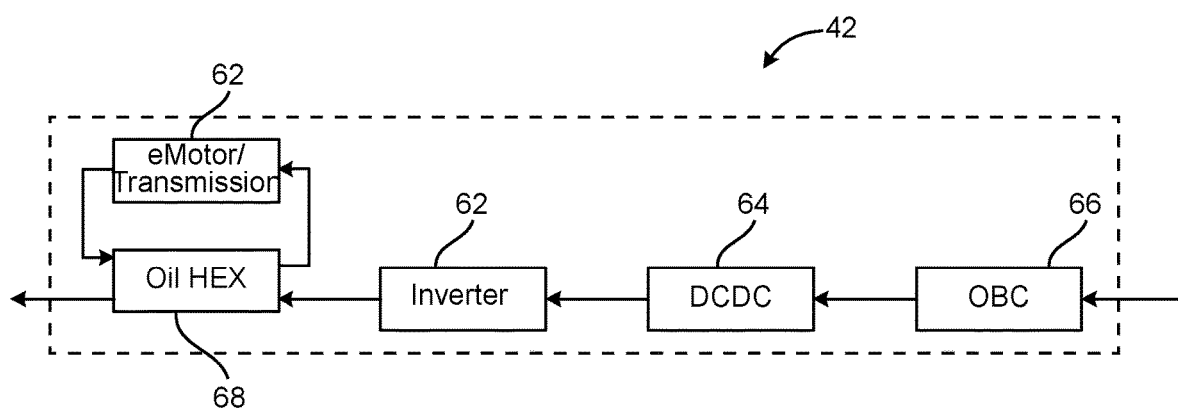 42
62
eMotor/
Transmission
62
64
66
Oil HEX
Inverter
DCDC
OBC
68